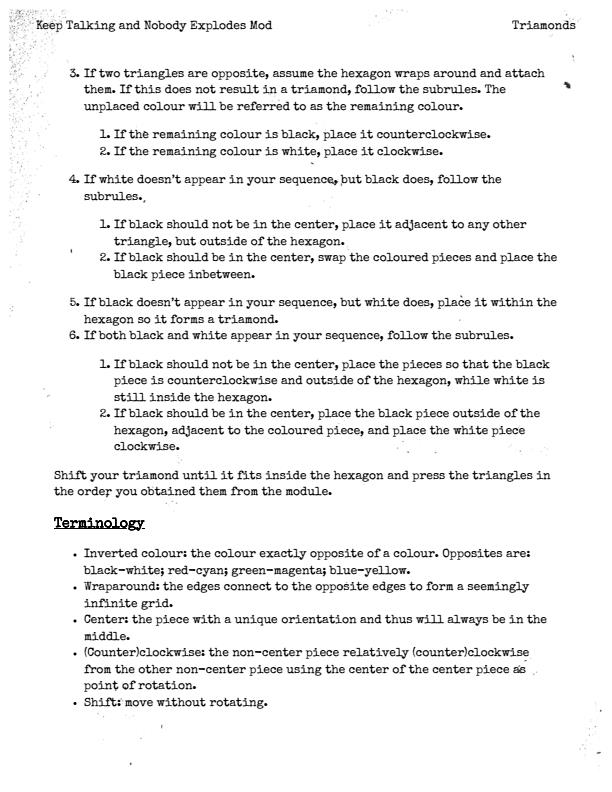 Keep Talking and Nobody Explodes Mod Triamonds
3. If two triangles are opposite, assume the hexagon wraps around and attach
them. If this does not result in a triamond, follow the subrules. The
unplaced colour will be referred to as the remaining colour.
1. If the remaining colour is black, place it counterclockwise.
2. If the remaining colour is white, place it clockwise.
4. If white doesn't appear in your sequence, but black does, follow the
subrules.
1. If black should not be in the center, place it adjacent to any other
triangle, but outside of the hexagon.
2. If black should be in the center, swap the coloured pieces and place the
black piece inbetween.
5. If black doesn't appear in your sequence, but white does, place it within the
hexagon so it forms a triamond.
6. If both black and white appear in your sequence, follow the subrules.
1. If black should not be in the center, place the pieces so that the black
piece is counterclockwise and outside of the hexagon, while white is
still inside the hexagon.
2. If black should be in the center, place the black piece outside of the
hexagon, adjacent to the coloured piece, and place the white piece
clockwise.
Shift your triamond until it fits inside the hexagon and press the triangles in
the order you obtained them from the module.
Terminology
• Inverted colour: the colour exactly opposite of a colour. Opposites are:
black-white; red-cyan; green-magenta; blue-yellow.
• Wraparound: the edges connect to the opposite edges to form a seemingly
infinite grid.
• Center: the piece with a unique orientation and thus will always be in the
middle.
• (Counter)clockwise: the non-center piece relatively (counter)clockwise
from the other non-center piece using the center of the center piece as
point of rotation.
• Shift: move without rotating.